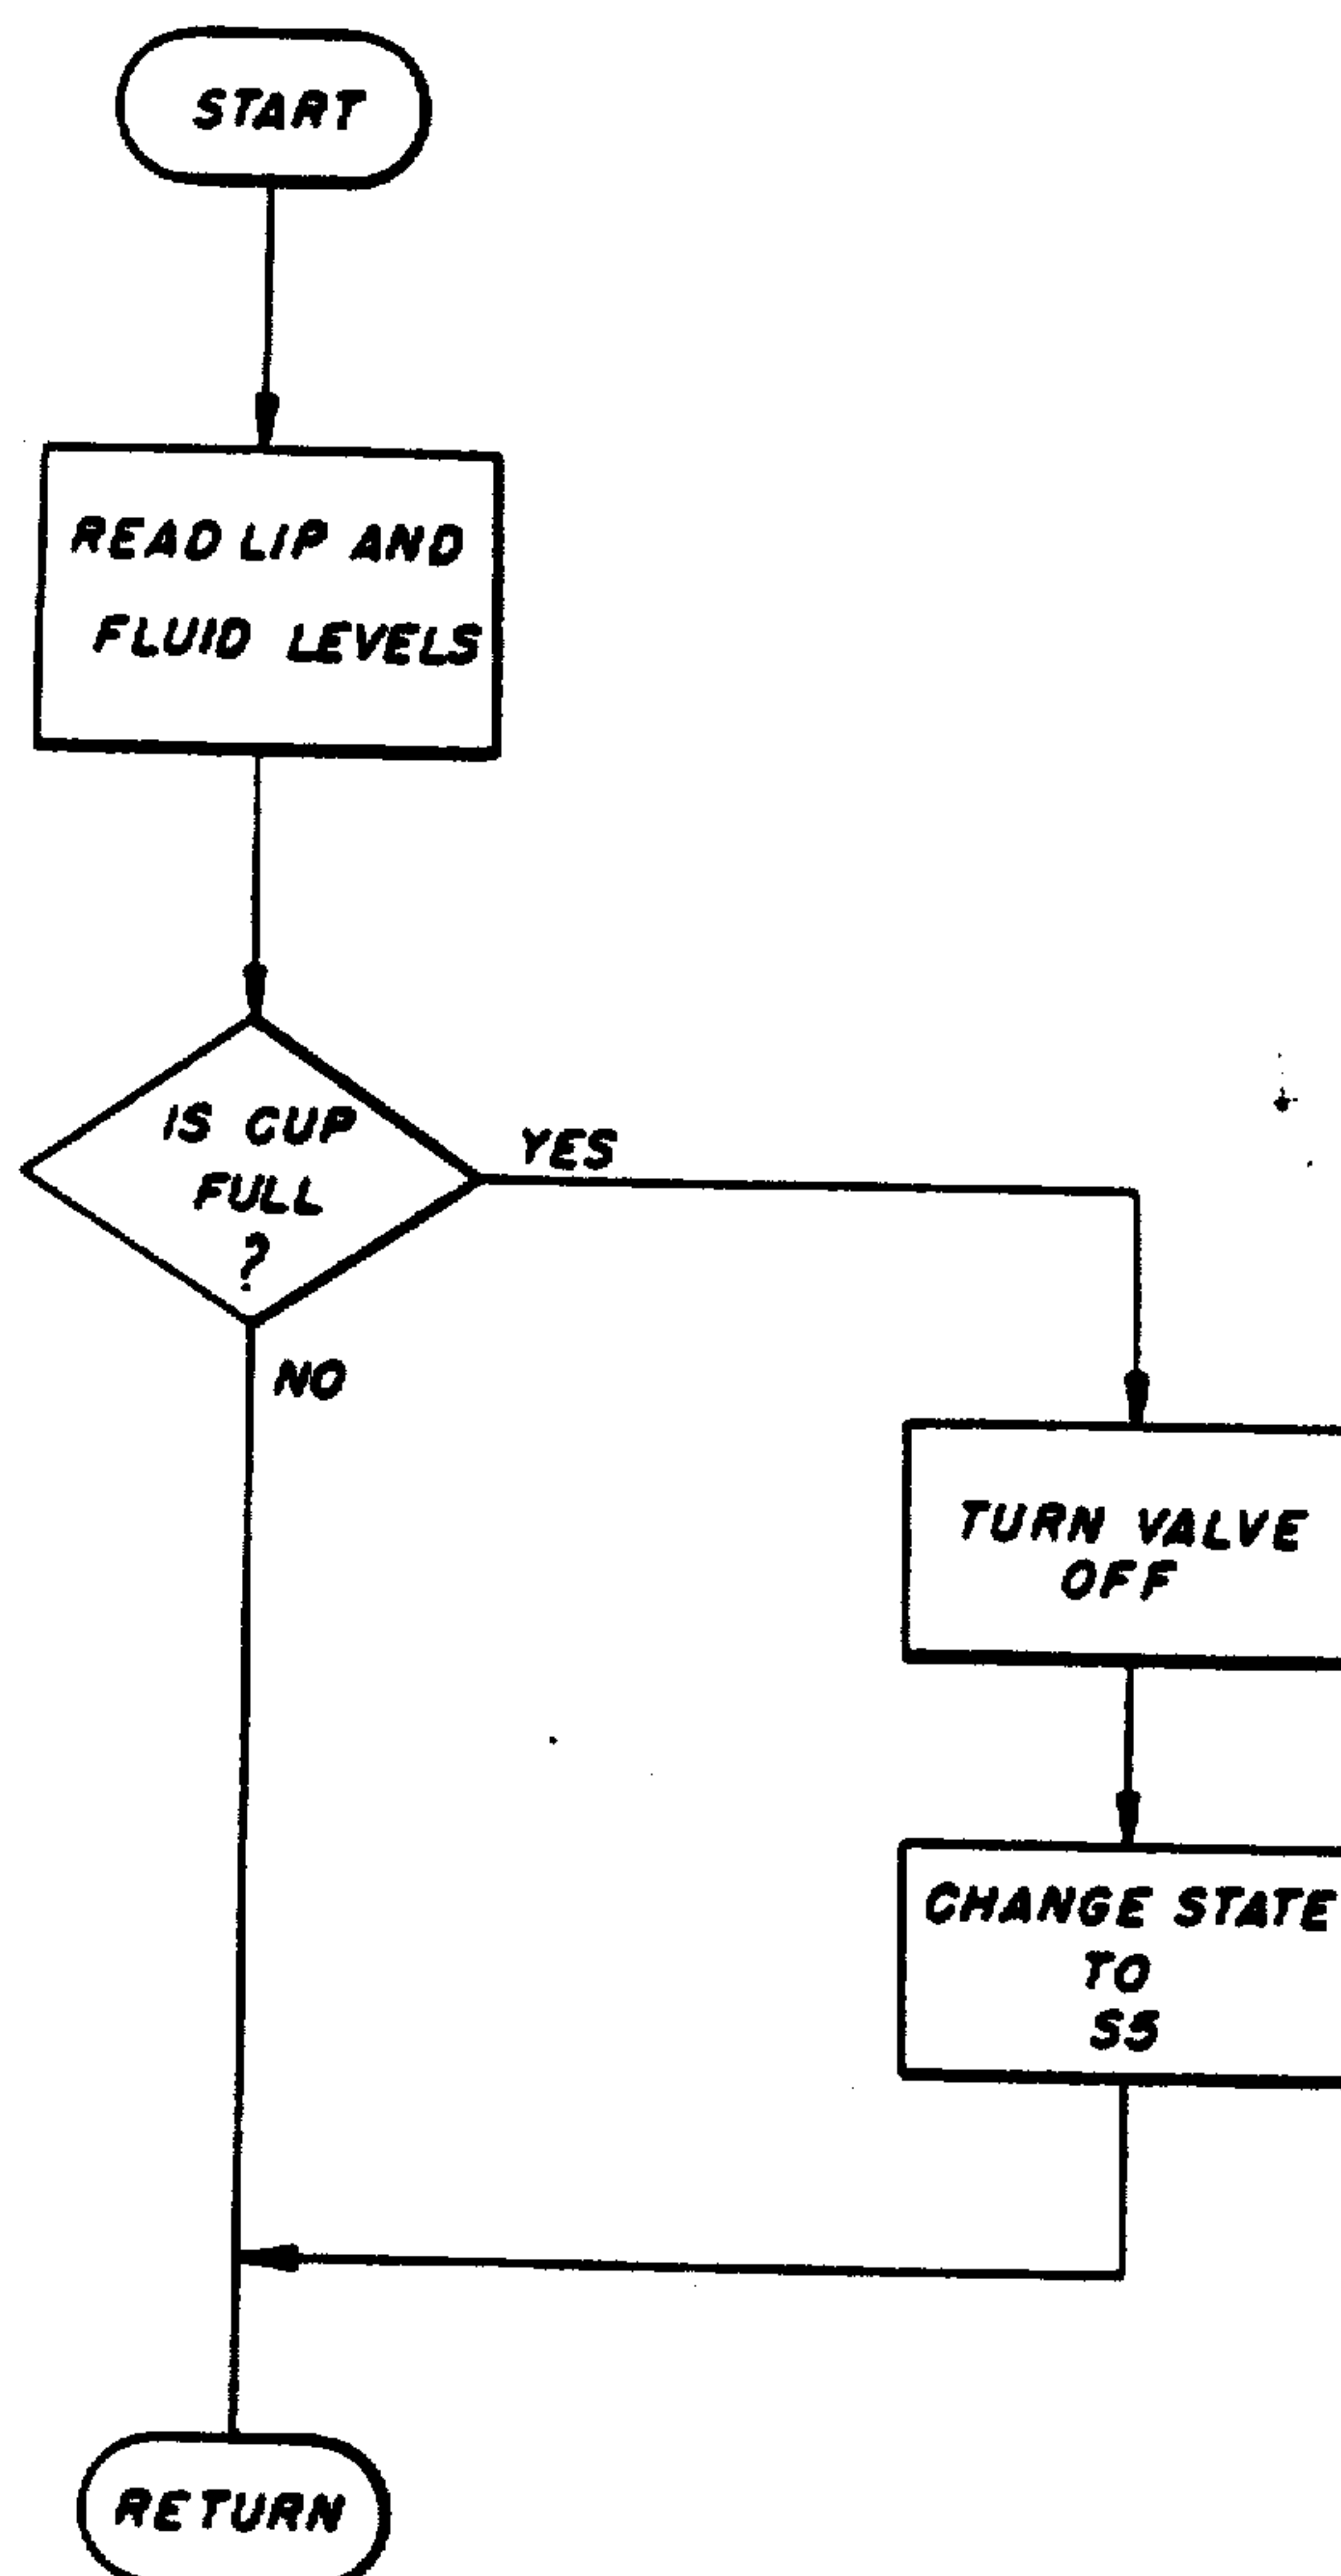 START
READ LIP AND
FLUID LEVELS
IS CUP
FULL
?
YES
NO
TURN VALVE
OFF
CHANGE STATE
TO
S5
RETURN